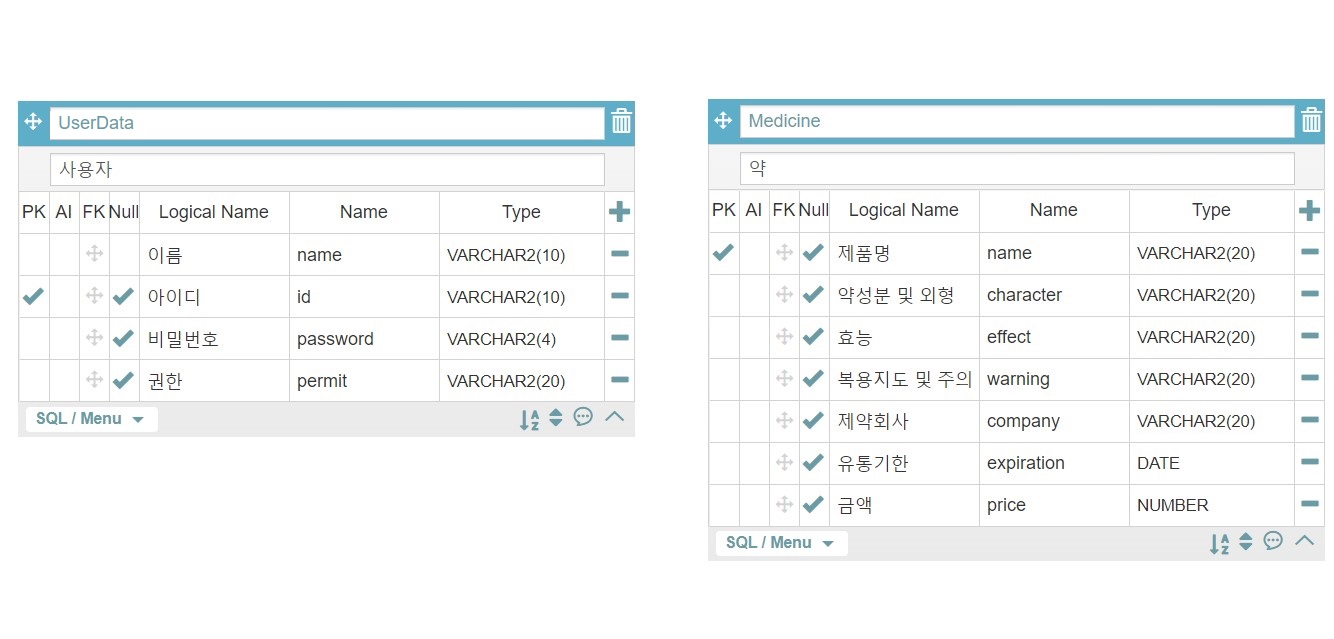 UserData
사용자
PK AI FK Null Logical Name Name Type
이름 name VARCHAR2(10)
아이디 id VARCHAR2(10)
비밀번호 password VARCHAR2(4)
권한 permit VARCHAR2(20)
SQL / Menu
Medicine
약
PK AI FK Null Logical Name Name Type
제품명 name VARCHAR2(20)
약성분 및 외형 character VARCHAR2(20)
효능 effect VARCHAR2(20)
복용지도 및 주의 warning VARCHAR2(20)
제약회사 company VARCHAR2(20)
유통기한 expiration DATE
금액 price NUMBER
SQL / Menu